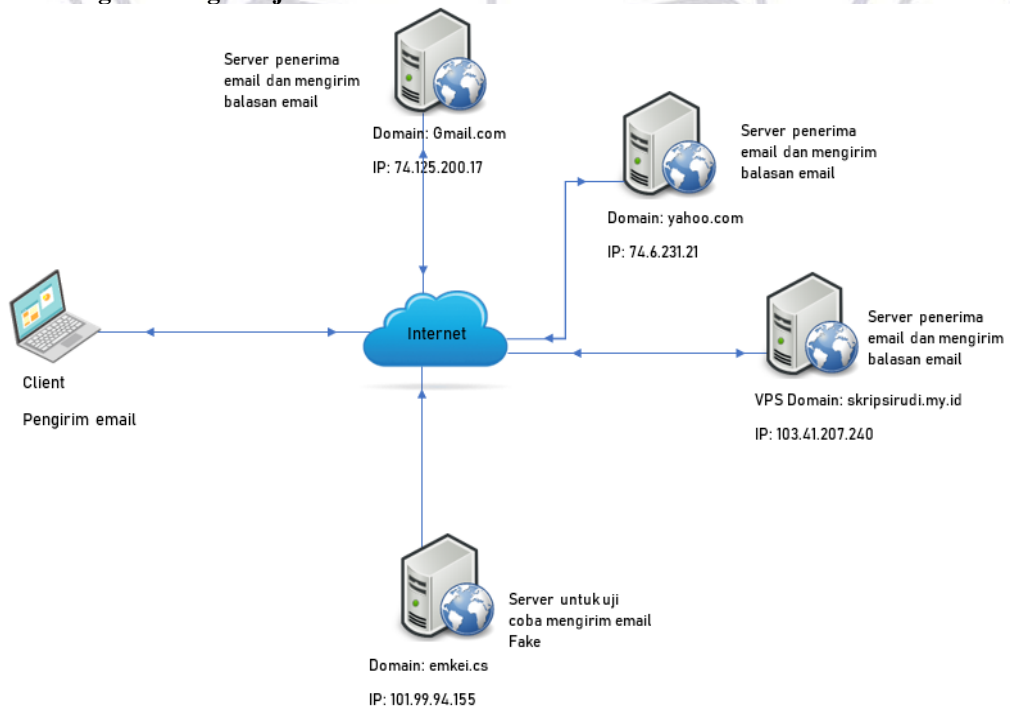 Server penerima
email dan mengirim
balasan email
Domain: Gmail.com
IP: 74.125.200.17
Server penerima
email dan mengirim
balasan email
Domain: yahoo.com
IP: 74.6.231.21
Internet
Server penerima
email dan mengirim
balasan email
VPS Domain: skripsirudi.my.id
IP: 103.41.207.240
Client
Pengirim email
Server untuk uji
coba mengirim email
Fake
Domain: emkei.cs
IP: 101.99.94.155